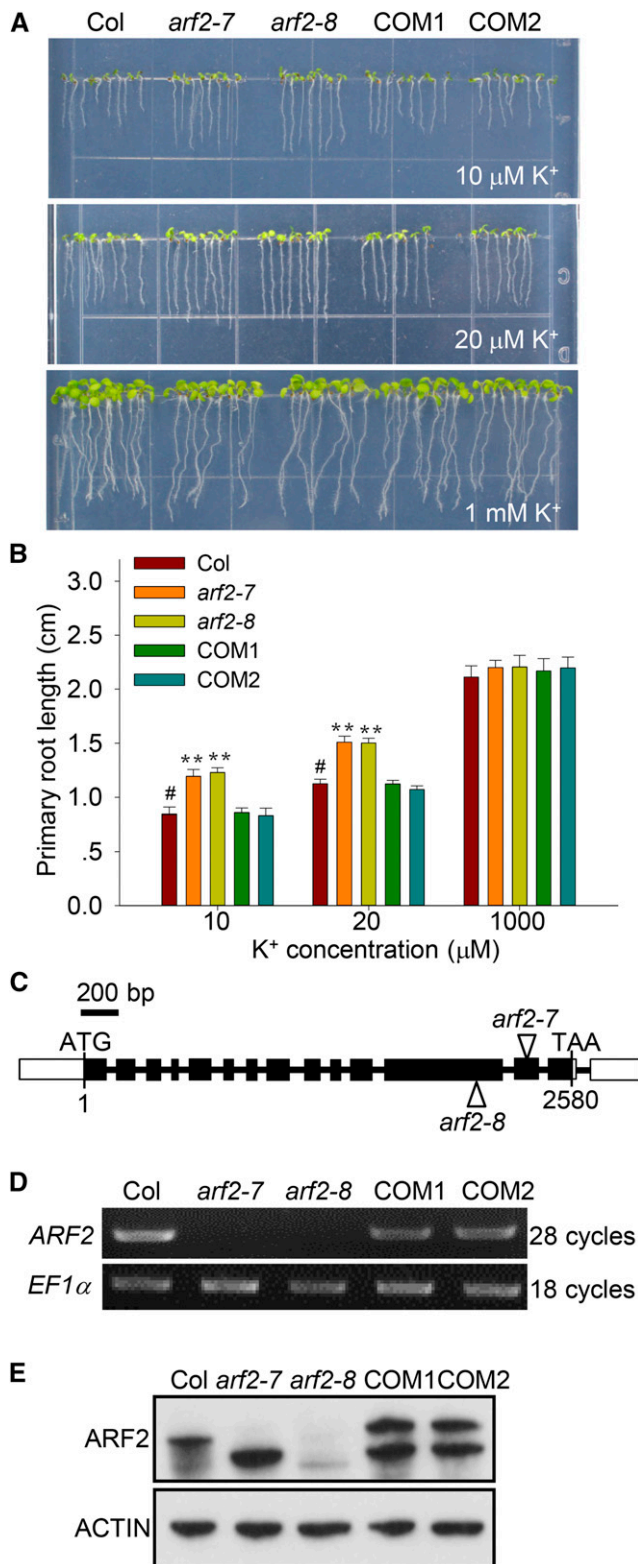 A
Col arf2-7 arf2-8 COM1 COM2
10 µM K⁺
C
20 µM K⁺
D
1 mM K⁺
B
Col
arf2-7
arf2-8
COM1
COM2
Primary root length (cm)
3.0
2.5
2.0
1.5
1.0
.5
0.0
# ** **
# ** **
10 20 1000
K⁺ concentration (µM)
C
200 bp
ATG arf2-7 TAA
1 arf2-8 2580
D
Col arf2-7 arf2-8 COM1 COM2
ARF2 28 cycles
EF1α 18 cycles
E
Col arf2-7 arf2-8 COM1COM2
ARF2
ACTIN